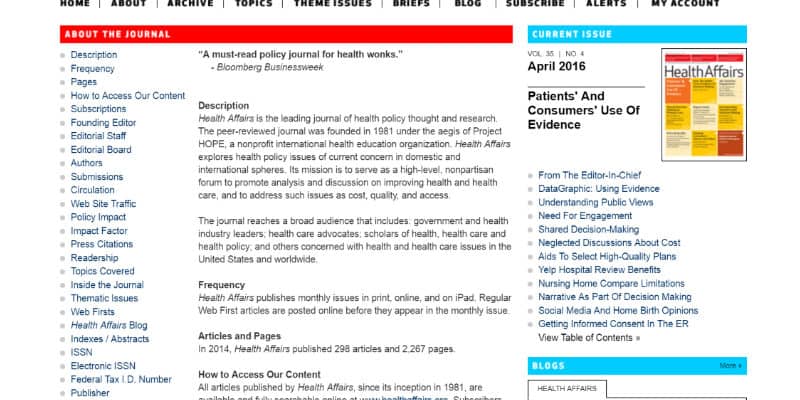 HOME | ABOUT | ARCHIVE | TOPICS | THEME ISSUES | BRIEFS | BLOG | SUBSCRIBE | ALERTS | MY ACCOUNT
ABOUT THE JOURNAL
Description
Frequency
Pages
How to Access Our Content
Subscriptions
Founding Editor
Editorial Staff
Editorial Board
Authors
Submissions
Circulation
Web Site Traffic
Policy Impact
Impact Factor
Press Citations
Readership
Topics Covered
Inside the Journal
Thematic Issues
Web Firsts
Health Affairs Blog
Indexes / Abstracts
ISSN
Electronic ISSN
Federal Tax I.D. Number
Publisher
“A must-read policy journal for health wonks.”
- Bloomberg Businessweek
Description
Health Affairs is the leading journal of health policy thought and research.
The peer-reviewed journal was founded in 1981 under the aegis of Project
HOPE, a nonprofit international health education organization. Health Affairs
explores health policy issues of current concern in domestic and
international spheres. Its mission is to serve as a high-level, nonpartisan
forum to promote analysis and discussion on improving health and health
care, and to address such issues as cost, quality, and access.
The journal reaches a broad audience that includes: government and health
industry leaders; health care advocates; scholars of health, health care and
health policy; and others concerned with health and health care issues in the
United States and worldwide.
Frequency
Health Affairs publishes monthly issues in print, online, and on iPad. Regular
Web First articles are posted online before they appear in the monthly issue.
Articles and Pages
In 2014, Health Affairs published 298 articles and 2,267 pages.
How to Access Our Content
All articles published by Health Affairs, since its inception in 1981, are
available and fully searchable online at www.healthaffairs.org. Subscribers
CURRENT ISSUE
VOL. 35 | NO. 4
April 2016
Patients' And
Consumers' Use Of
Evidence
HealthAffairs
From The Editor-In-Chief
DataGraphic: Using Evidence
Understanding Public Views
Need For Engagement
Shared Decision-Making
Neglected Discussions About Cost
Aids To Select High-Quality Plans
Yelp Hospital Review Benefits
Nursing Home Compare Limitations
Narrative As Part Of Decision Making
Social Media And Home Birth Opinions
Getting Informed Consent In The ER
View Table of Contents »
BLOGS
More »
HEALTH AFFAIRS